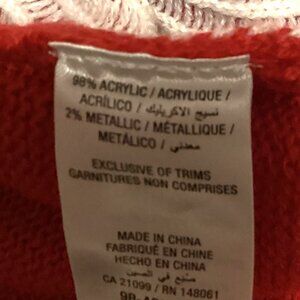 98% ACRYLIC / ACRYLIQUE /
ACRÍLICO / نسيج الاكريليك /
2% METALLIC / MÉTALLIQUE /
METÁLICO / معدني
EXCLUSIVE OF TRIMS
GARNITURES NON COMPRISES
MADE IN CHINA
FABRIQUÉ EN CHINE
HECHO EN CHINA
صنع في الصين
CA 21099 / RN 148061